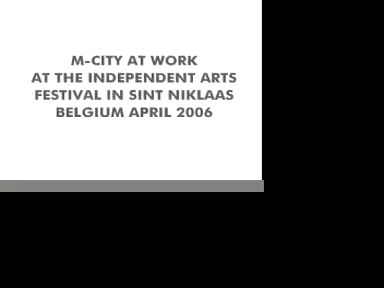 M-CITY AT WORK
AT THE INDEPENDENT ARTS
FESTIVAL IN SINT NIKLAAS
BELGIUM APRIL 2006